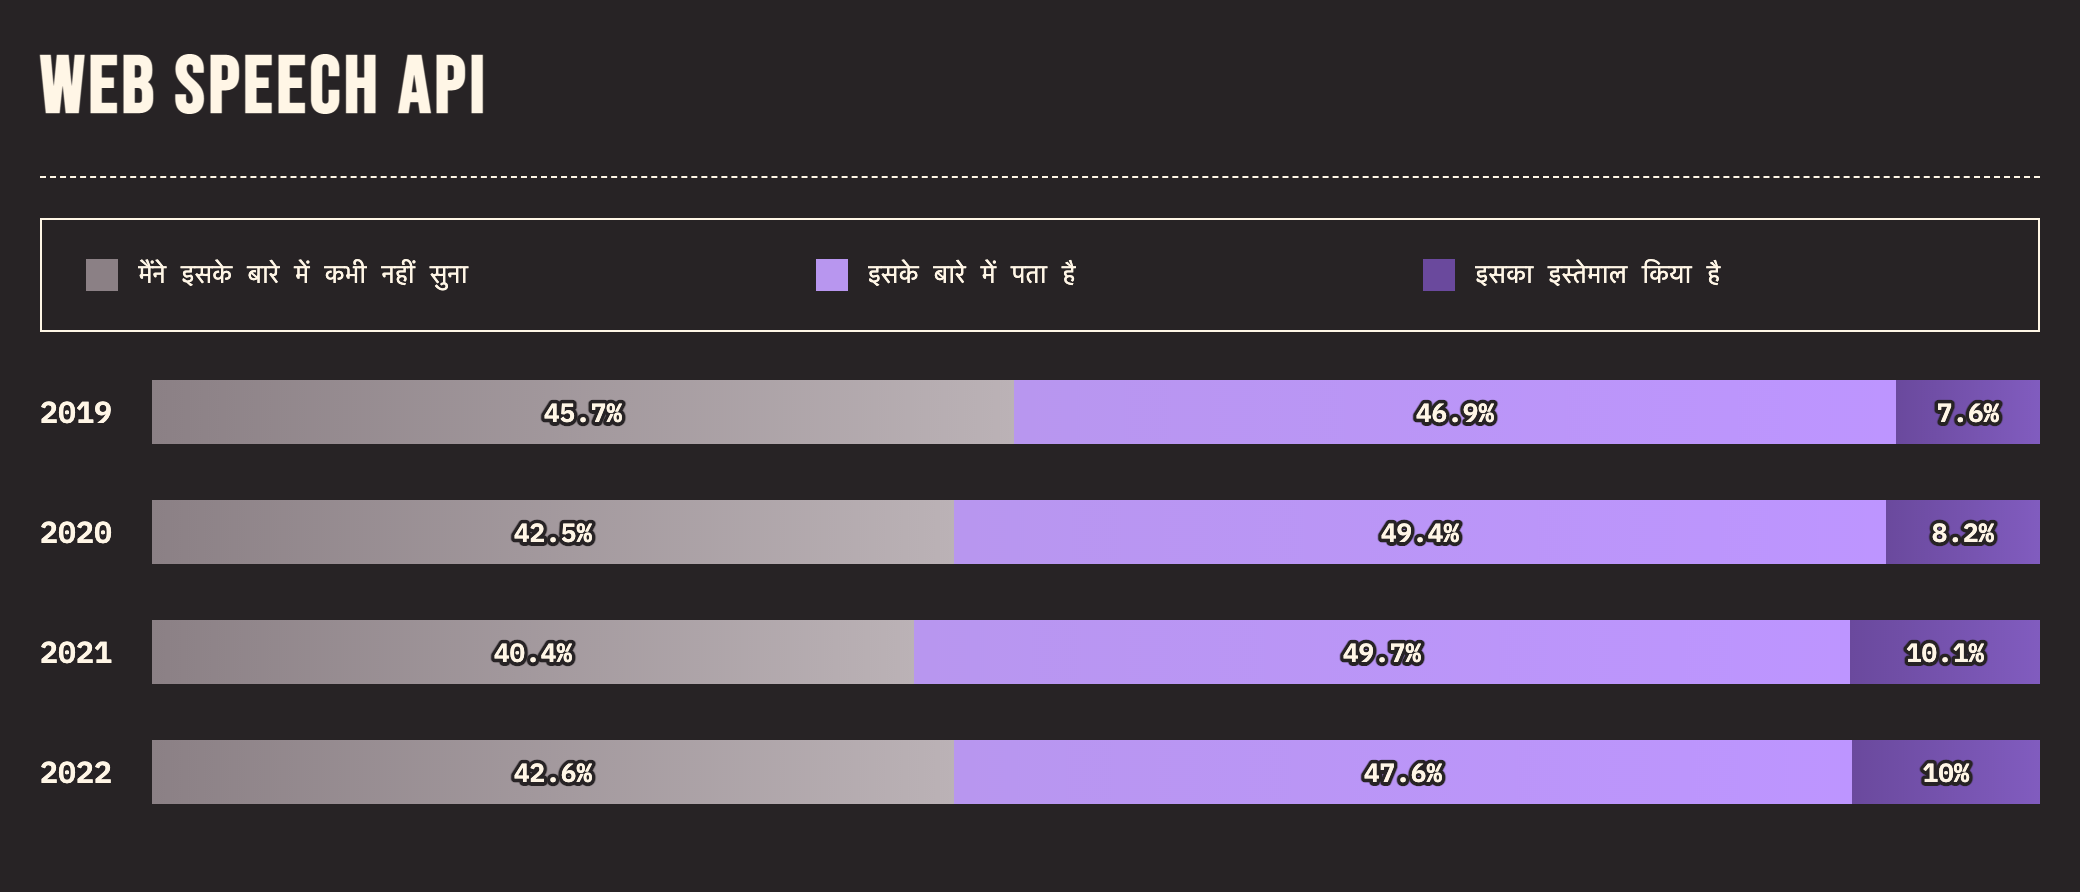 WEB SPEECH API
मैंने इसके बारे में कभी नहीं सुना इसके बारे में पता है इसका इस्तेमाल किया है
2019 45.7% 46.9% 7.6%
2020 42.5% 49.4% 8.2%
2021 40.4% 49.7% 10.1%
2022 42.6% 47.6% 10%